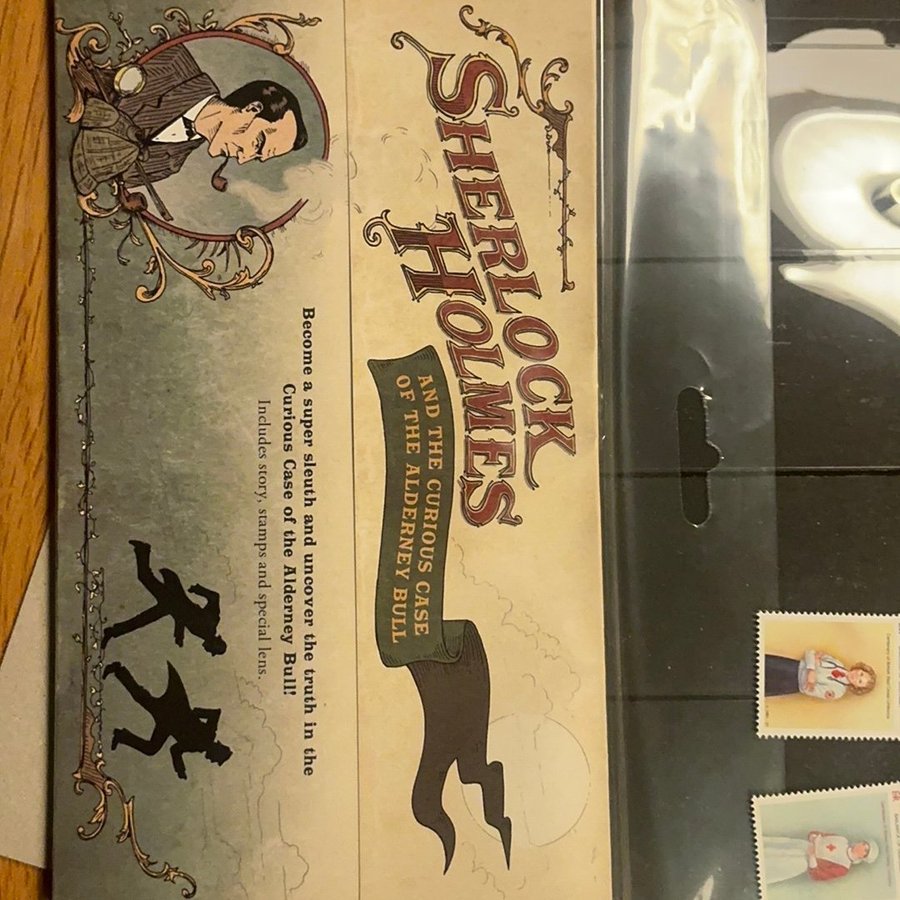 SHERLOCK
HOLMES
AND THE CURIOUS CASE
OF THE ALDERNEY BULL
Become a super sleuth and uncover the truth in the
Curious Case of the Alderney Bull!
Includes story, stamps and special lens.